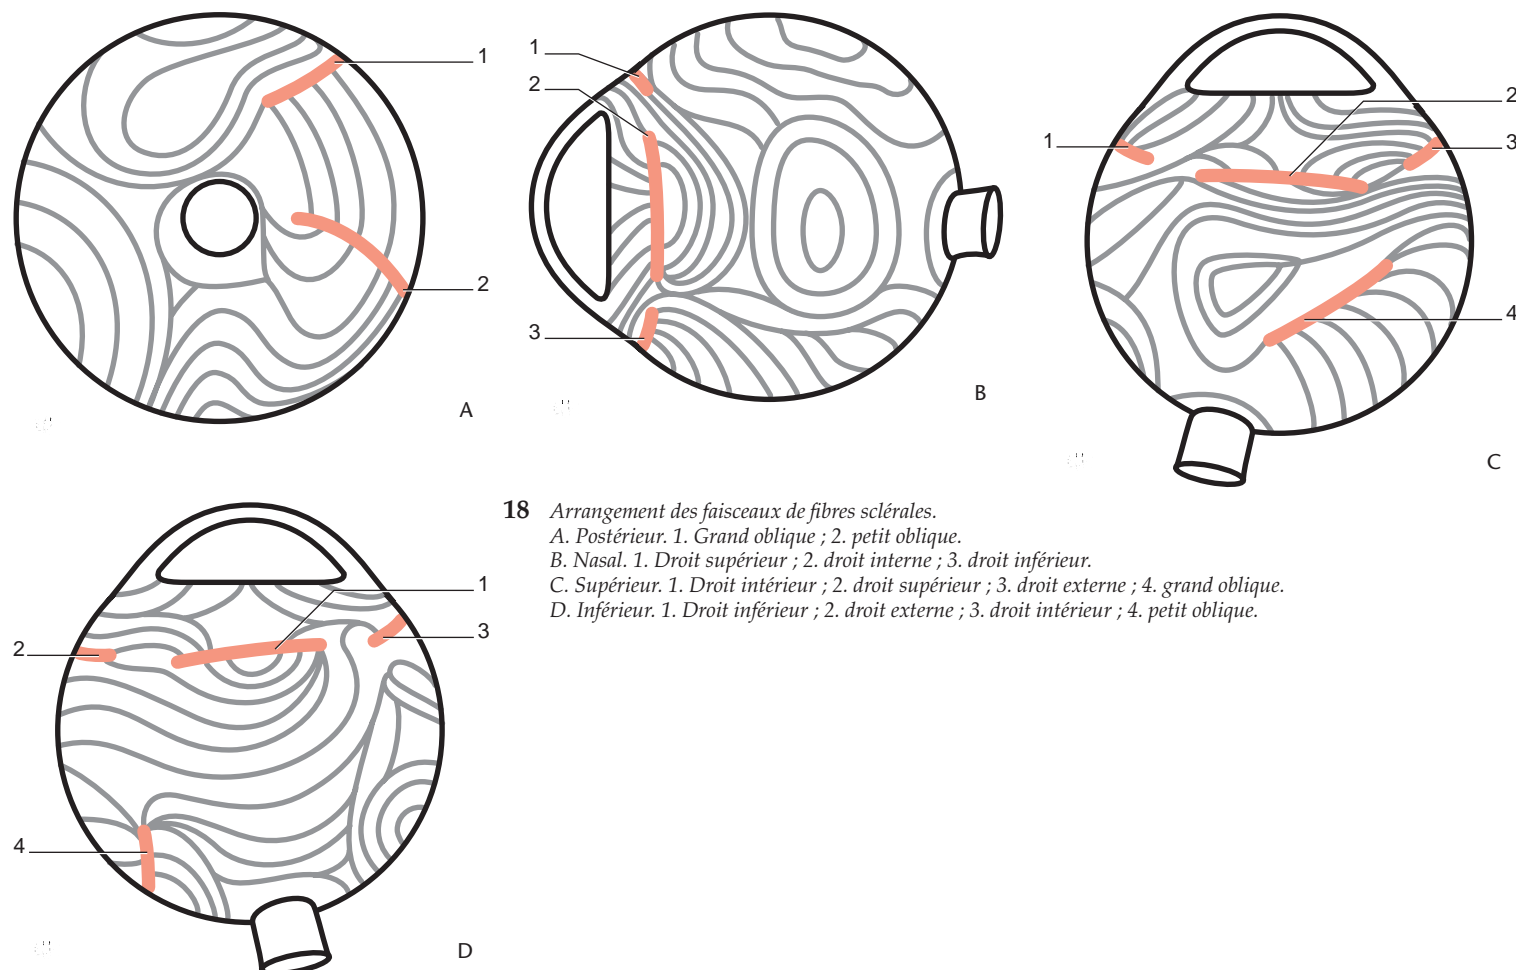 1
2
A
1
2
3
B
1
2
3
4
C
1
2
3
4
D
18 Arrangement des faisceaux de fibres sclérales.
A. Postérieur. 1. Grand oblique ; 2. petit oblique.
B. Nasal. 1. Droit supérieur ; 2. droit interne ; 3. droit inférieur.
C. Supérieur. 1. Droit intérieur ; 2. droit supérieur ; 3. droit externe ; 4. grand oblique.
D. Inférieur. 1. Droit inférieur ; 2. droit externe ; 3. droit intérieur ; 4. petit oblique.